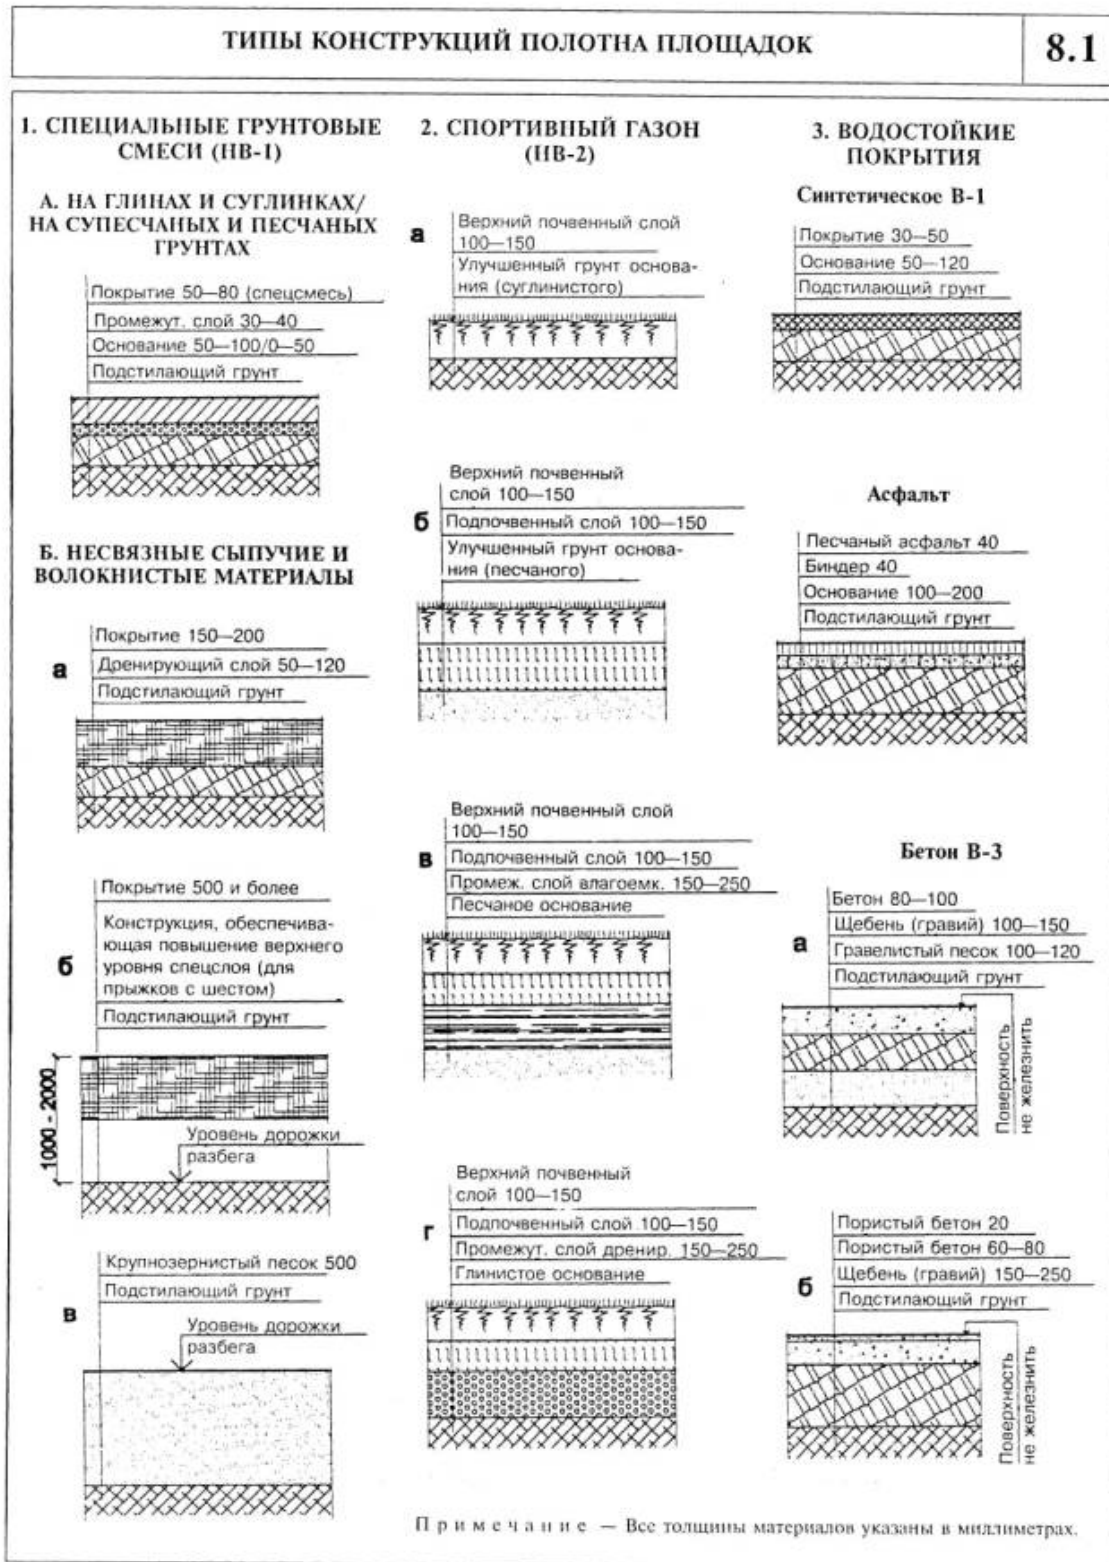 ТИПЫ КОНСТРУКЦИЙ ПОЛОТНА ПЛОЩАДОК
8.1
1. СПЕЦИАЛЬНЫЕ ГРУНТОВЫЕ
СМЕСИ (НВ-1)
А. НА ГЛИНАХ И СУГЛИНКАХ/
НА СУПЕСЧАНЫХ И ПЕСЧАНЫХ
ГРУНТАХ
Покрытие 50—80 (спецсмесь)
Промежут. слой 30—40
Основание 50—100/0—50
Подстилающий грунт
Б. НЕСВЯЗНЫЕ СЫПУЧИЕ И
ВОЛОКНИСТЫЕ МАТЕРИАЛЫ
а
Покрытие 150—200
Дренирующий слой 50—120
Подстилающий грунт
б
Покрытие 500 и более
Конструкция, обеспечива-
ющая повышение верхнего
уровня спецслоя (для
прыжков с шестом)
Подстилающий грунт
1000 - 2000
Уровень дорожки
разбега
в
Крупнозернистый песок 500
Подстилающий грунт
Уровень дорожки
разбега
2. СПОРТИВНЫЙ ГАЗОН
(НВ-2)
а
Верхний почвенный слой
100—150
Улучшенный грунт основа-
ния (суглинистого)
б
Верхний почвенный
слой 100—150
Подпочвенный слой 100—150
Улучшенный грунт основа-
ния (песчаного)
в
Верхний почвенный слой
100—150
Подпочвенный слой 100—150
Промеж. слой влагоемк. 150—250
Песчаное основание
г
Верхний почвенный
слой 100—150
Подпочвенный слой 100—150
Промежут. слой дренир. 150—250
Глинистое основание
3. ВОДОСТОЙКИЕ
ПОКРЫТИЯ
Синтетическое В-1
Покрытие 30—50
Основание 50—120
Подстилающий грунт
Асфальт
Песчаный асфальт 40
Биндер 40
Основание 100—200
Подстилающий грунт
Бетон В-3
а
Бетон 80—100
Щебень (гравий) 100—150
Гравелистый песок 100—120
Подстилающий грунт
Поверхность
не железнить
б
Пористый бетон 20
Пористый бетон 60—80
Щебень (гравий) 150—250
Подстилающий грунт
Поверхность
не железнить
Примечание — Все толщины материалов указаны в миллиметрах.